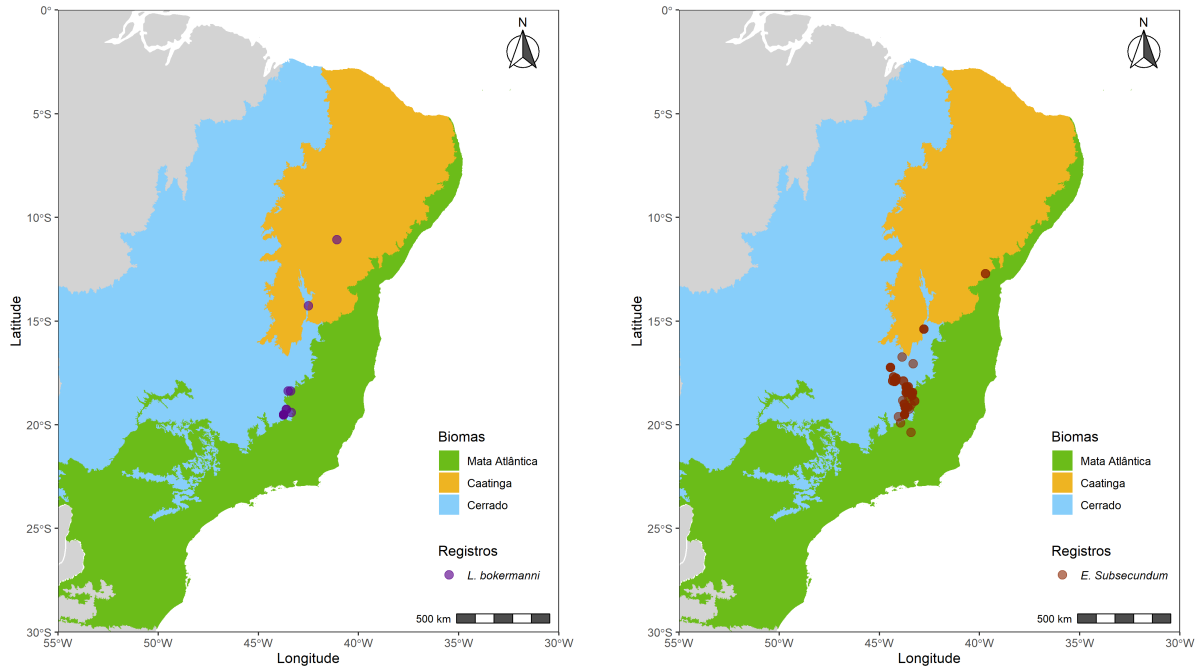 N
N
0°
0°
5°S
5°S
10°S
10°S
15°S
15°S
20°S
20°S
25°S
25°S
30°S
30°S
Latitude
Latitude
Biomas
Mata Atlântica
Caatinga
Cerrado
Registros
L. bokermanni
500 km
Biomas
Mata Atlântica
Caatinga
Cerrado
Registros
E. Subsecundum
500 km
55°W 50°W 45°W 40°W 35°W 30°W
55°W 50°W 45°W 40°W 35°W 30°W
Longitude
Longitude